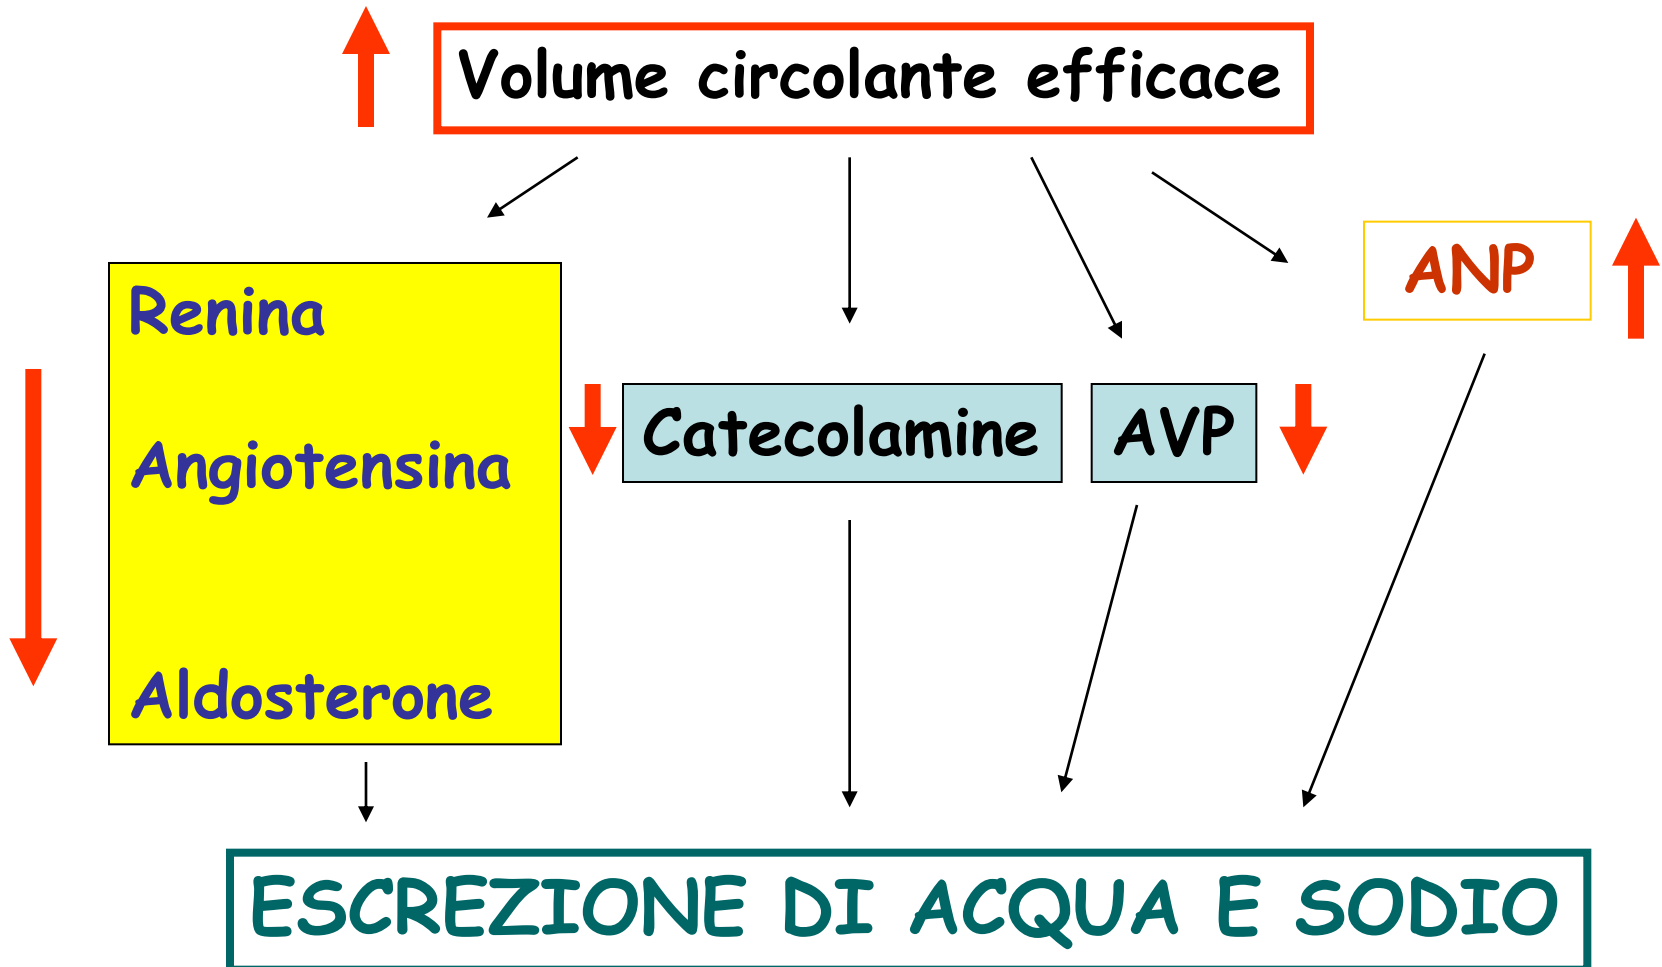 Volume circolante efficace
ANP
Renina
Angiotensina
Aldosterone
Catecolamine
AVP
ESCREZIONE DI ACQUA E SODIO